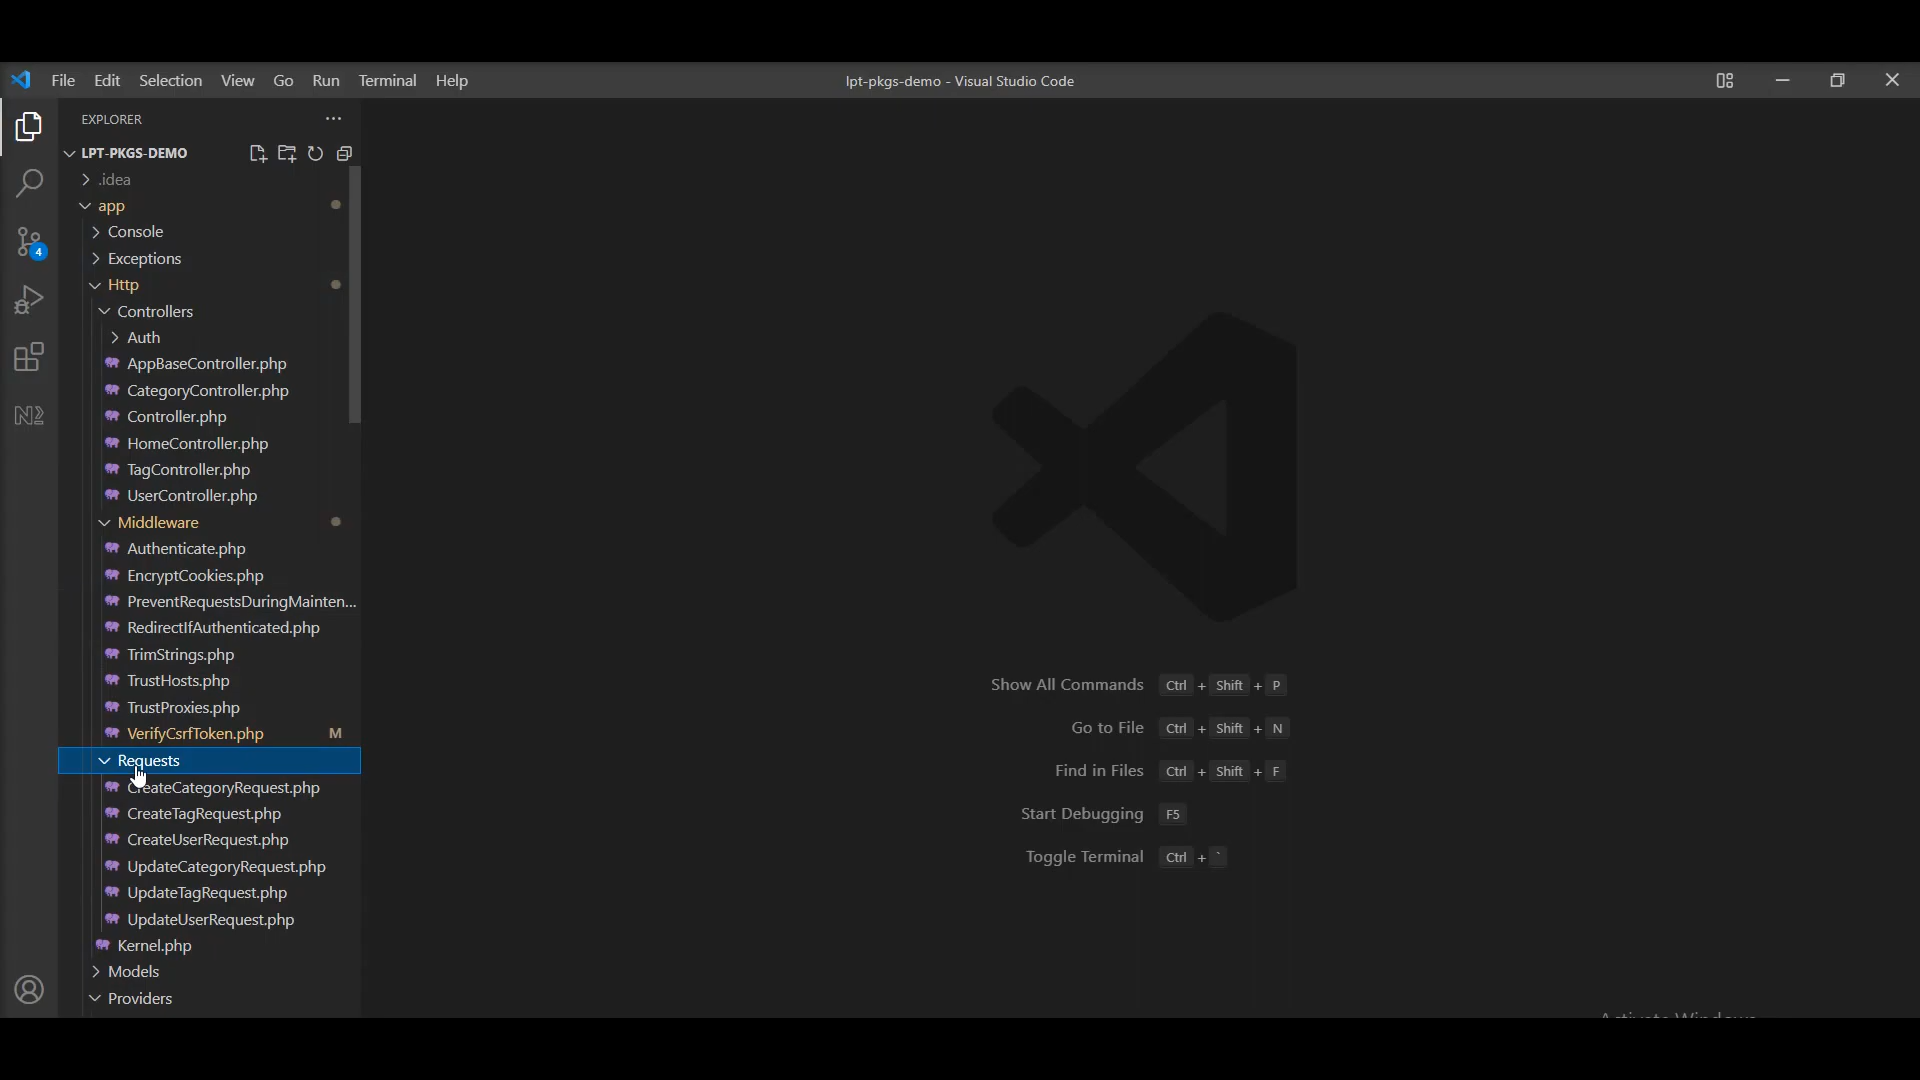 File Edit Selection View Go Run Terminal Help
lpt-pkgs-demo - Visual Studio Code
EXPLORER
LPT-PKGS-DEMO
.idea
app
Console
Exceptions
Http
Controllers
Auth
AppBaseController.php
CategoryController.php
Controller.php
HomeController.php
TagController.php
UserController.php
Middleware
Authenticate.php
EncryptCookies.php
PreventRequestsDuringMainten...
RedirectIfAuthenticated.php
TrimStrings.php
TrustHosts.php
TrustProxies.php
VerifyCsrfToken.php M
Requests
CreateCategoryRequest.php
CreateTagRequest.php
CreateUserRequest.php
UpdateCategoryRequest.php
UpdateTagRequest.php
UpdateUserRequest.php
Kernel.php
Models
Providers
4
Show All Commands Ctrl + Shift + P
Go to File Ctrl + Shift + N
Find in Files Ctrl + Shift + F
Start Debugging F5
Toggle Terminal Ctrl + `
Activate Windows